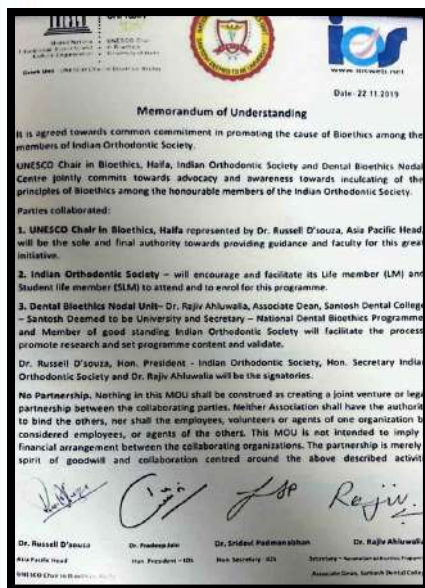 UNESCO Chair
in Bioethics
ios
www.iosweb.net
Date- 22.11.2019
Memorandum of Understanding
It is agreed towards common commitment in promoting the cause of Bioethics among the
members of Indian Orthodontic Society.
UNESCO Chair in Bioethics, Haifa, Indian Orthodontic Society and Dental Bioethics Nodal
Centre jointly commits towards advocacy and awareness towards inculcating of the
principles of Bioethics among the honourable members of the Indian Orthodontic Society.
Parties collaborated:
1. UNESCO Chair in Bioethics, Haifa represented by Dr. Russell D'souza, Asia Pacific Head,
will be the sole and final authority towards providing guidance and faculty for this great
initiative.
2. Indian Orthodontic Society – will encourage and facilitate its Life member (LM) and
Student life member (SLM) to attend and to enrol for this programme.
3. Dental Bioethics Nodal Unit– Dr. Rajiv Ahluwalia, Associate Dean, Santosh Dental College
– Santosh Deemed to be University and Secretary – National Dental Bioethics Programme
and Member of good standing Indian Orthodontic Society will facilitate the process
promote research and set programme content and validate.
Dr. Russell D'souza, Hon. President - Indian Orthodontic Society, Hon. Secretary India
Orthodontic Society and Dr. Rajiv Ahluwalia will be the signatories.
No Partnership. Nothing in this MOU shall be construed as creating a joint venture or lega
partnership between the collaborating parties. Neither Association shall have the authorit
to bind the others, nor shall the employees, volunteers or agents of one organization b
considered employees, or agents of the others. This MOU is not intended to imply
financial arrangement between the collaborating organizations. The partnership is merely
spirit of goodwill and collaboration centred around the above described activit
Rajiv
Dr. Russell D'souza
Dr. Pradeep Jain
Dr. Sridevi Padmanabhan
Dr. Rajiv Ahluwali
Asia Pacific Head
Hon. President - IOS
Hon Secretary - IOS
Secretary -
UNESCO Chair in Bioethics,
Associate Dean, Santosh Dental Colle